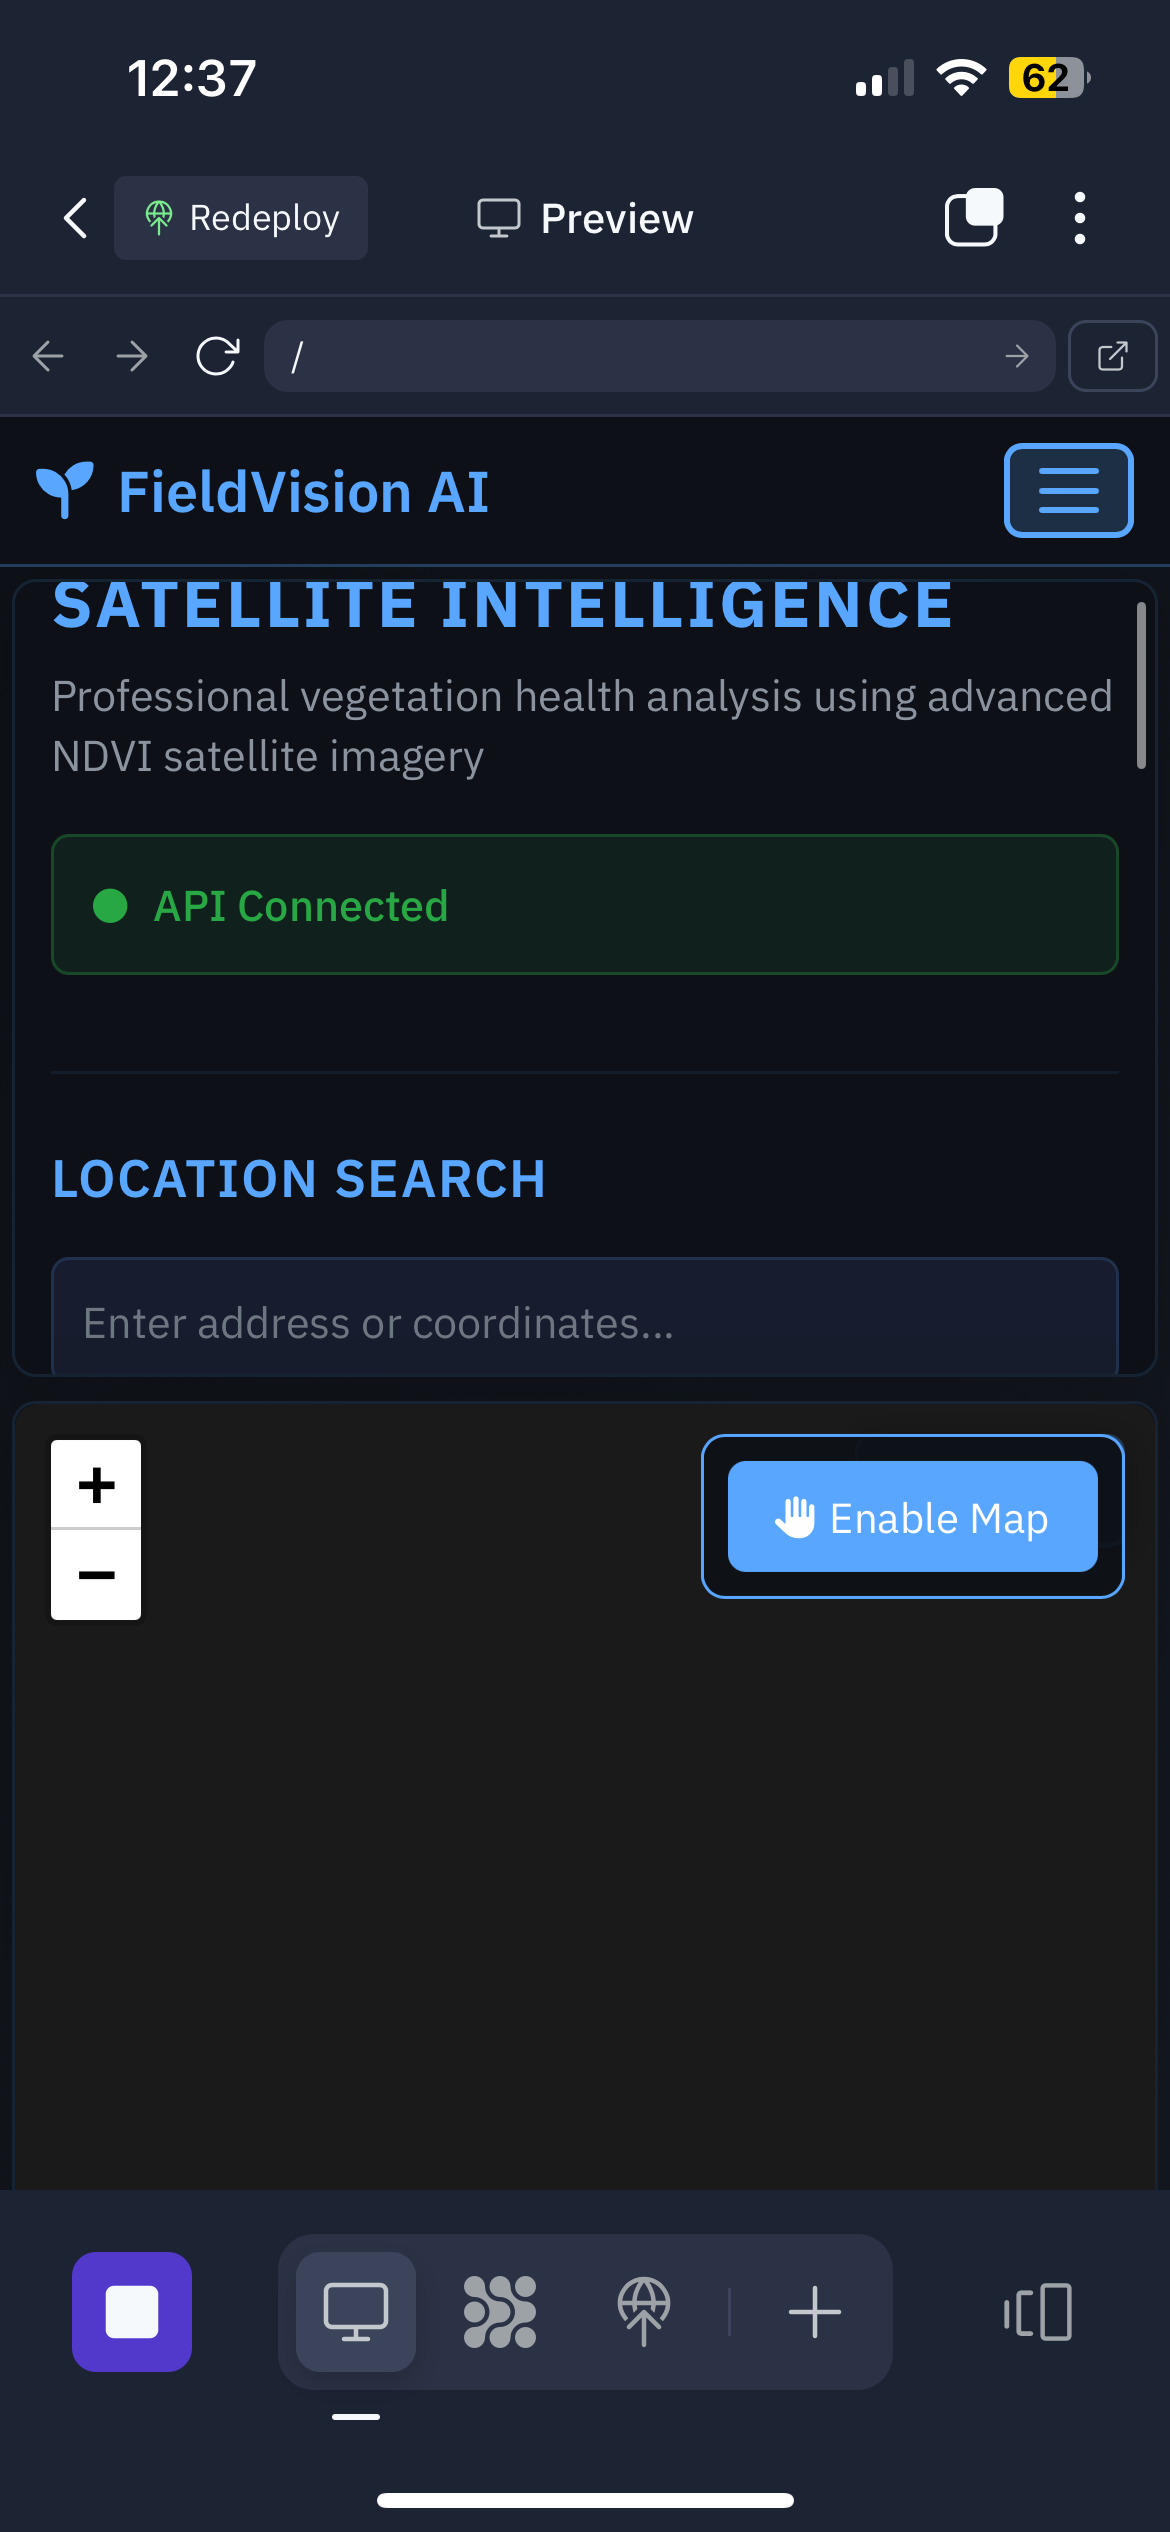 12:37
62
Redeploy
Preview
/
FieldVision AI
SATELLITE INTELLIGENCE
Professional vegetation health analysis using advanced
NDVI satellite imagery
API Connected
LOCATION SEARCH
Enter address or coordinates...
+
Enable Map
−